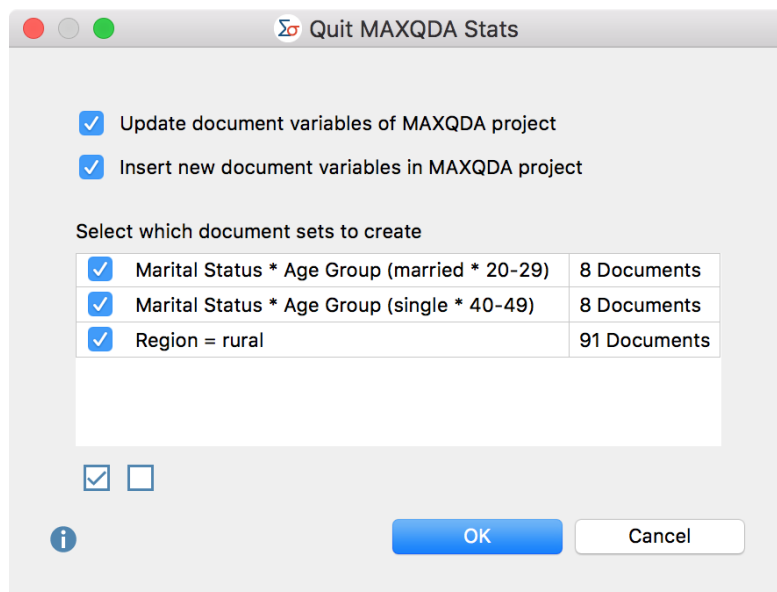 Σσ Quit MAXQDA Stats
Update document variables of MAXQDA project
Insert new document variables in MAXQDA project
Select which document sets to create
Marital Status * Age Group (married * 20-29) 8 Documents
Marital Status * Age Group (single * 40-49) 8 Documents
Region = rural 91 Documents
i
OK Cancel